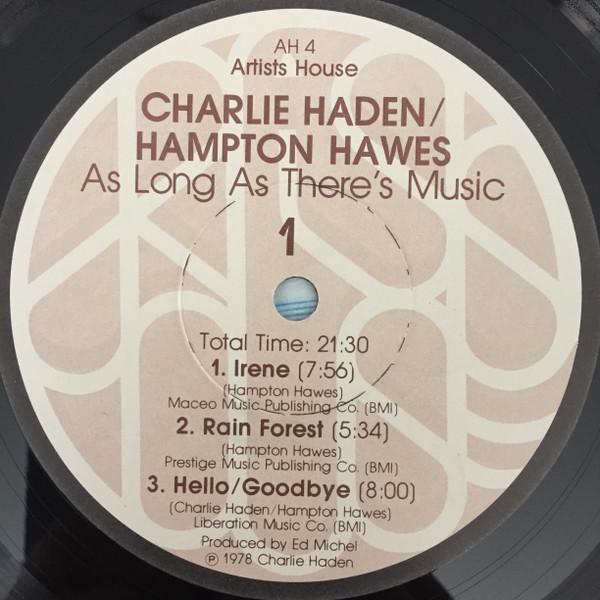 AH 4
Artists House
CHARLIE HADEN/
HAMPTON HAWES
As Long As There's Music
1
Total Time: 21:30
1. Irene (7:56)
(Hampton Hawes)
Maceo Music Publishing Co. (BMI)
2. Rain Forest (5:34)
(Hampton Hawes)
Prestige Music Publishing Co. (BMI)
3. Hello/Goodbye (8:00)
(Charlie Haden/Hampton Hawes)
Liberation Music Co. (BMI)
Produced by Ed Michel
℗ 1978 Charlie Haden